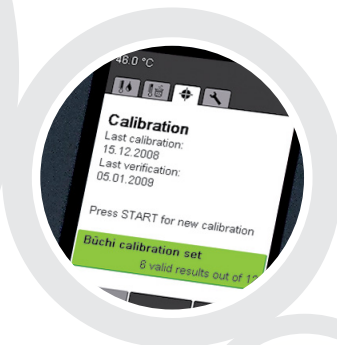 46.0 °C
Calibration
Last calibration:
15.12.2008
Last verification:
05.01.2009
Press START for new calibration
Büchi calibration set
6 valid results out of